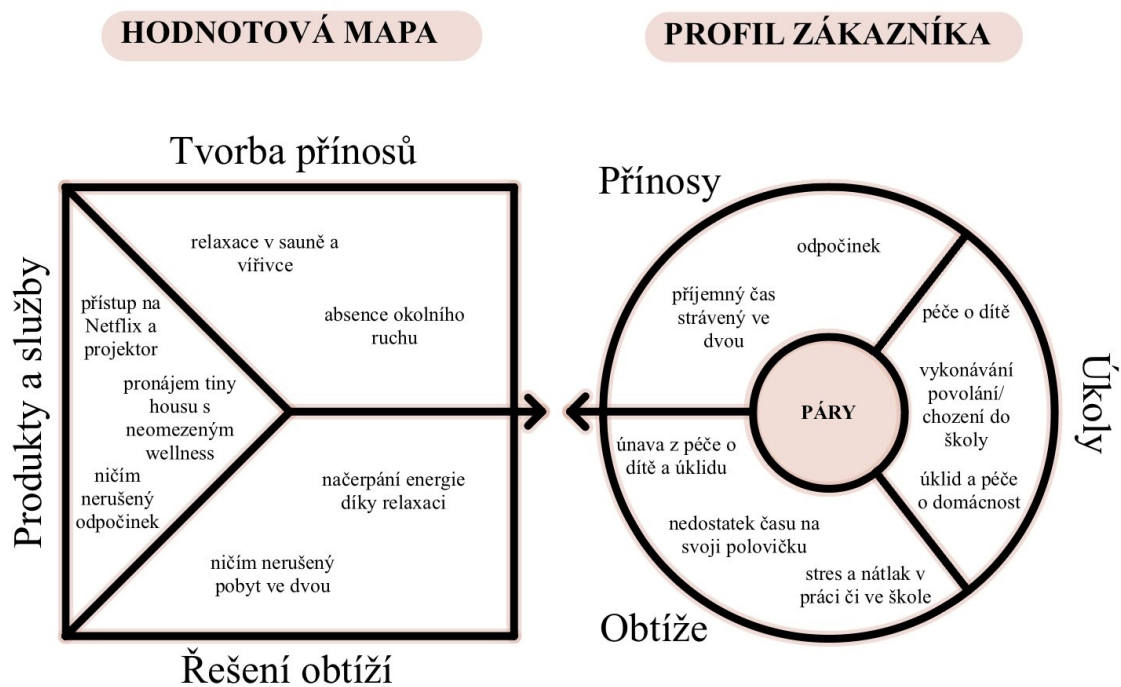 HODNOTOVÁ MAPA
PROFIL ZÁKAZNÍKA
Tvorba přínosů
Produkty a služby
relaxace v sauně a
vířivce
absence okolního
ruchu
přístup na
Netflix a
projektor
pronájem tiny
housu s
neomezeným
wellness
ničím
nerušený
odpočinek
načerpání energie
díky relaxaci
ničím nerušený
pobyt ve dvou
Řešení obtíží
Přínosy
odpočinek
příjemný čas
strávený ve
dvou
PÁRY
péče o dítě
vykonávání
povolání/
chození do
školy
úklid a péče
o domácnost
Úkoly
únava z péče o
dítě a úklidu
nedostatek času na
svoji polovičku
stres a nátlak v
práci či ve škole
Obtíže